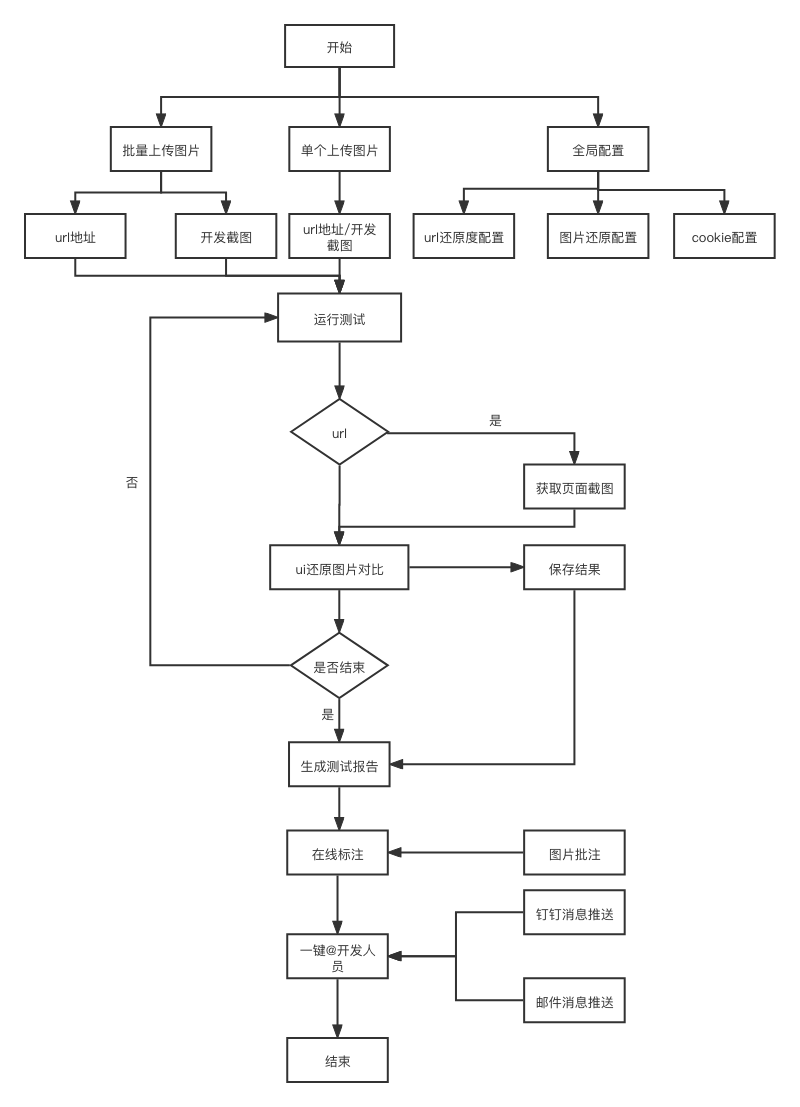 开始
批量上传图片
单个上传图片
全局配置
url地址
开发截图
url地址/开发
截图
url还原度配置
图片还原配置
cookie配置
运行测试
是
url
否
获取页面截图
ui还原图片对比
保存结果
是否结束
是
生成测试报告
在线标注
图片批注
钉钉消息推送
一键@开发人
员
邮件消息推送
结束